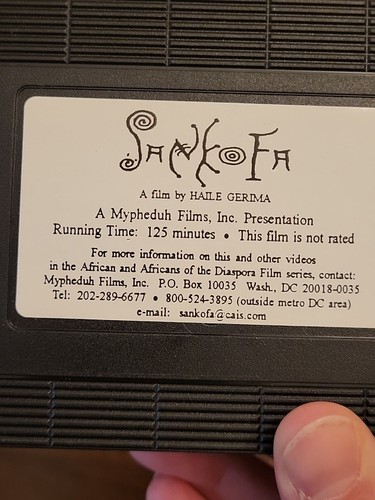 SANKOFA
A film by HAILE GERIMA
A Mypheduh Films, Inc. Presentation
Running Time: 125 minutes • This film is not rated
For more information on this and other videos
in the African and Africans of the Diaspora Film series, contact:
Mypheduh Films, Inc. P.O. Box 10035 Wash., DC 20018-0035
Tel: 202-289-6677 • 800-524-3895 (outside metro DC area)
e-mail: sankofa@cais.com